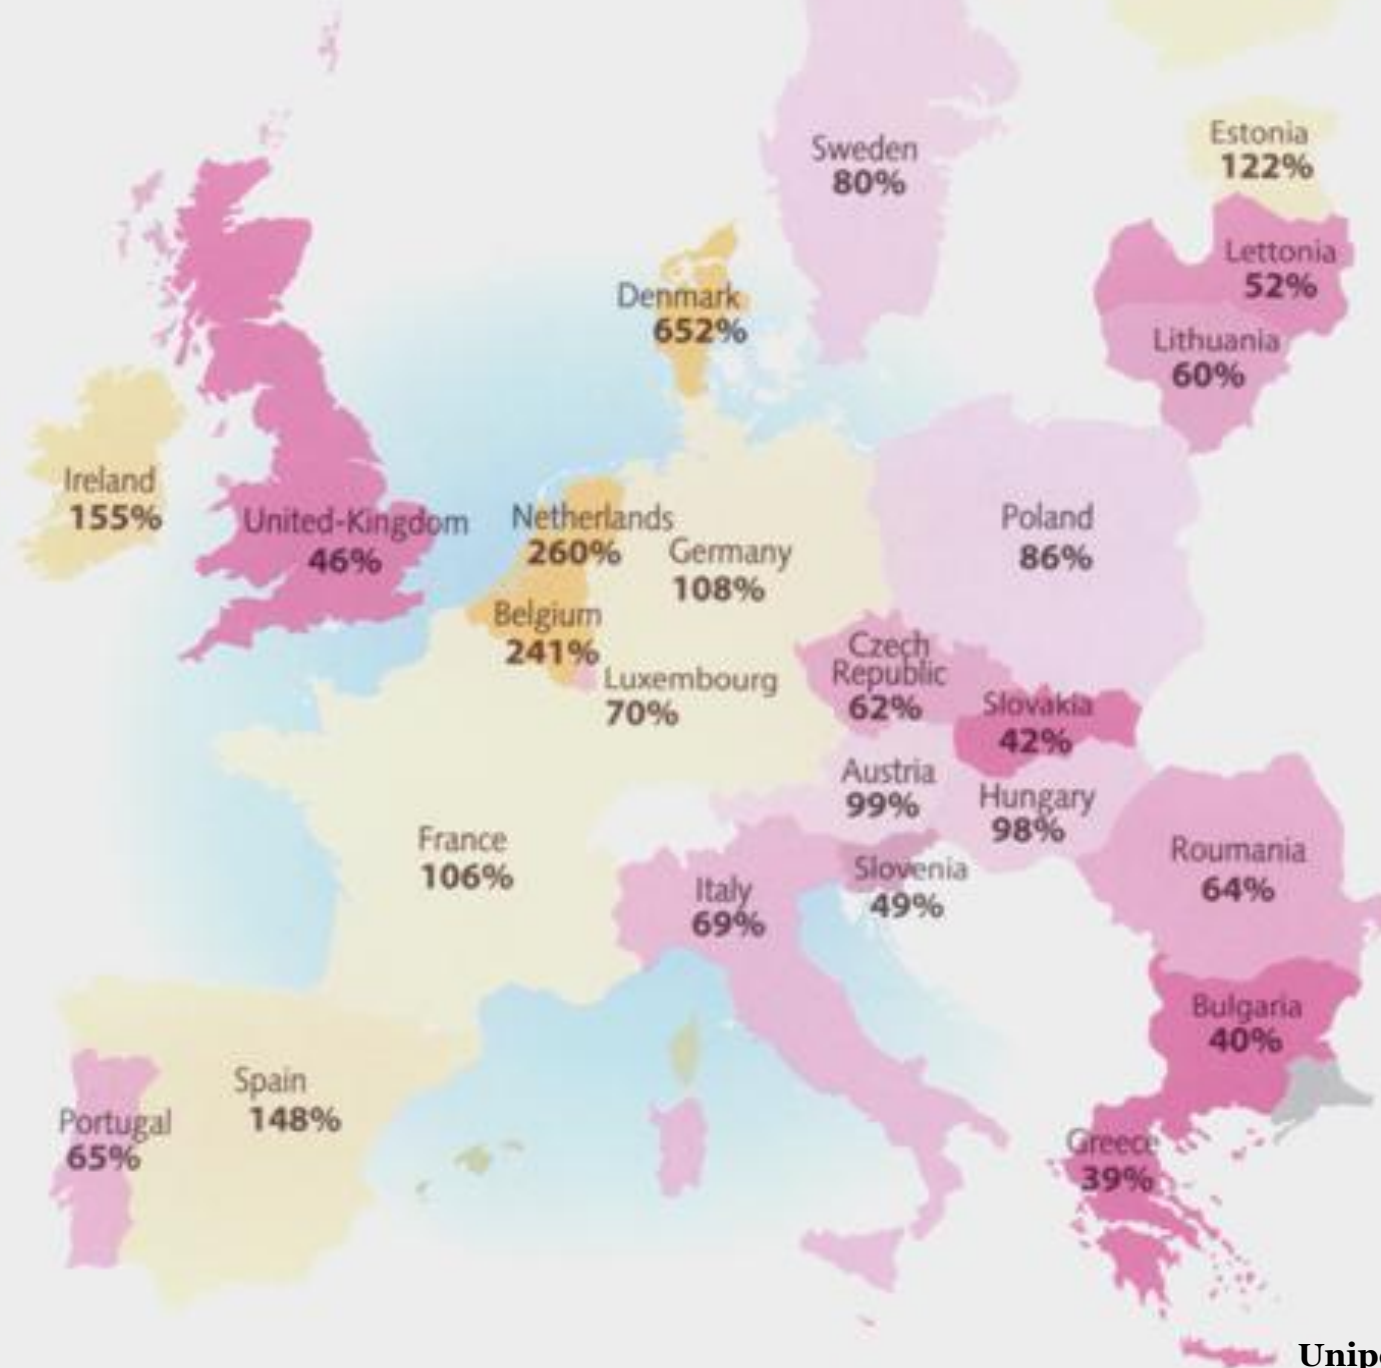 Sweden
80%
Estonia
122%
Lettonia
52%
Lithuania
60%
Denmark
652%
Ireland
155%
United-Kingdom
46%
Netherlands
260%
Germany
108%
Poland
86%
Belgium
241%
Luxembourg
70%
Czech
Republic
62%
Slovakia
42%
Austria
99%
Hungary
98%
France
106%
Italy
69%
Slovenia
49%
Roumania
64%
Bulgaria
40%
Spain
148%
Portugal
65%
Greece
39%